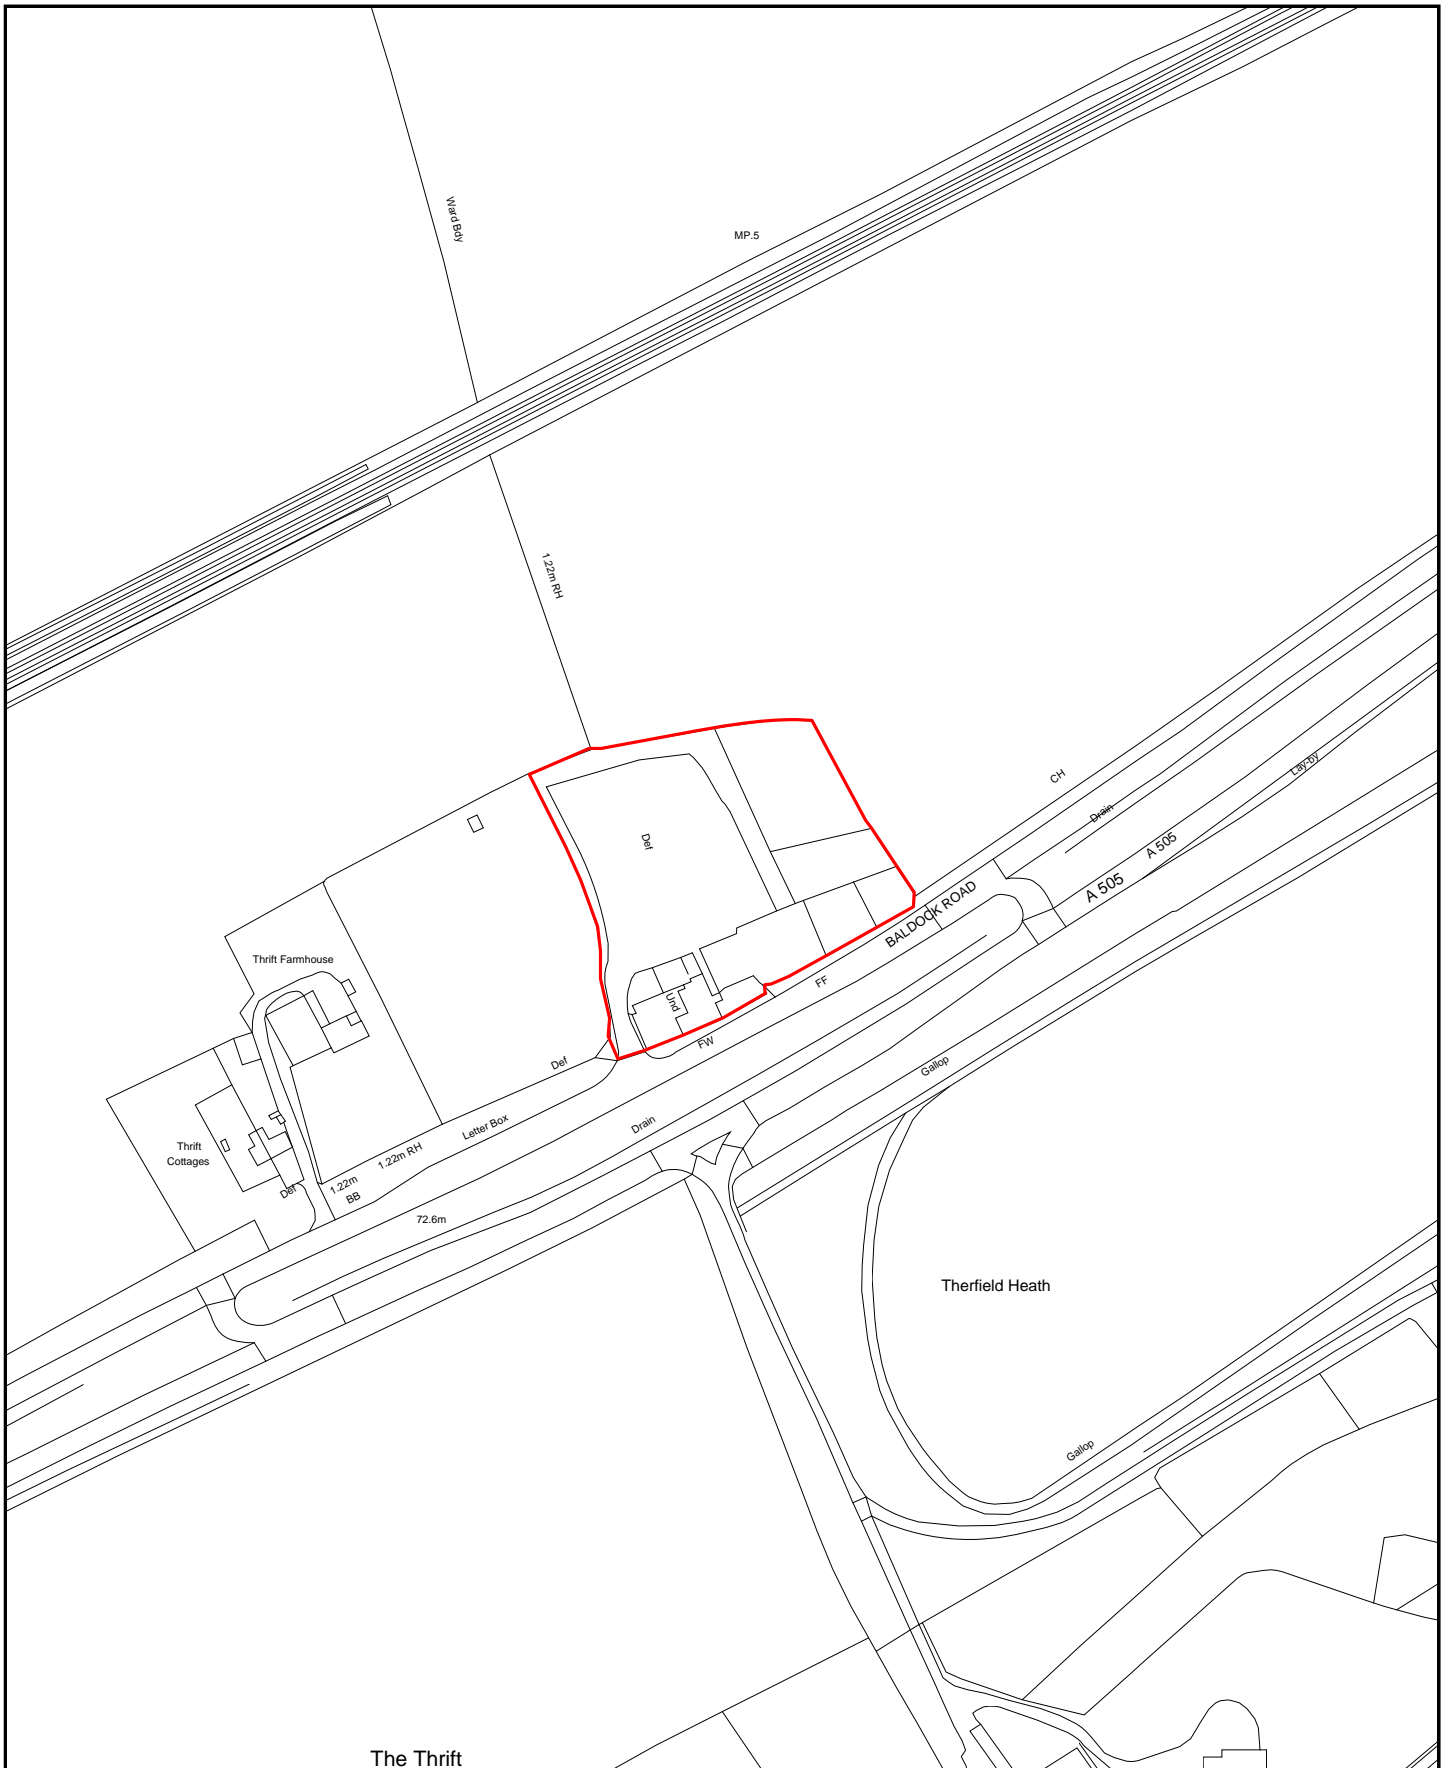 Ward Bdy
MP.5
1.22m RH
Def
CH
Lay-by
Drain
A 505
A 505
BALDOCK ROAD
Thrift Farmhouse
FF
Und
FW
Def
Gallop
Letter Box
Drain
Thrift
Cottages
1.22m RH
1.22m
BB
Def
72.6m
Therfield Heath
Gallop
The Thrift